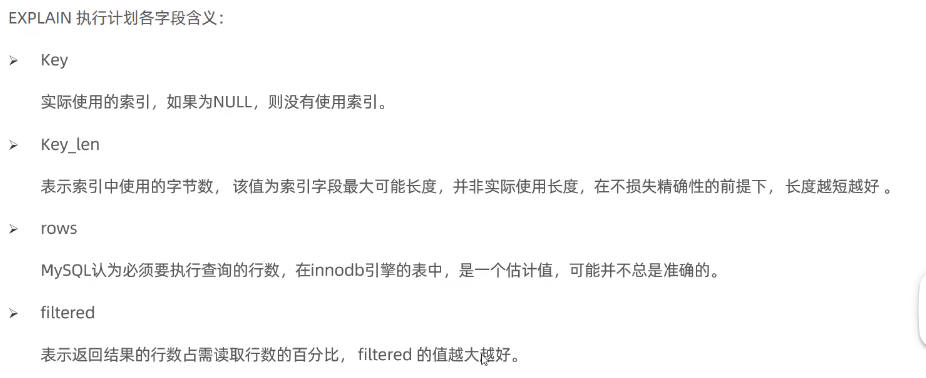 EXPLAIN 执行计划各字段含义：
➢ Key
实际使用的索引，如果为NULL，则没有使用索引。
➢ Key_len
表示索引中使用的字节数， 该值为索引字段最大可能长度，并非实际使用长度，在不损失精确性的前提下， 长度越短越好 。
➢ rows
MySQL认为必须要执行查询的行数，在innodb引擎的表中，是一个估计值，可能并不总是准确的。
➢ filtered
表示返回结果的行数占需读取行数的百分比， filtered 的值越大越好。